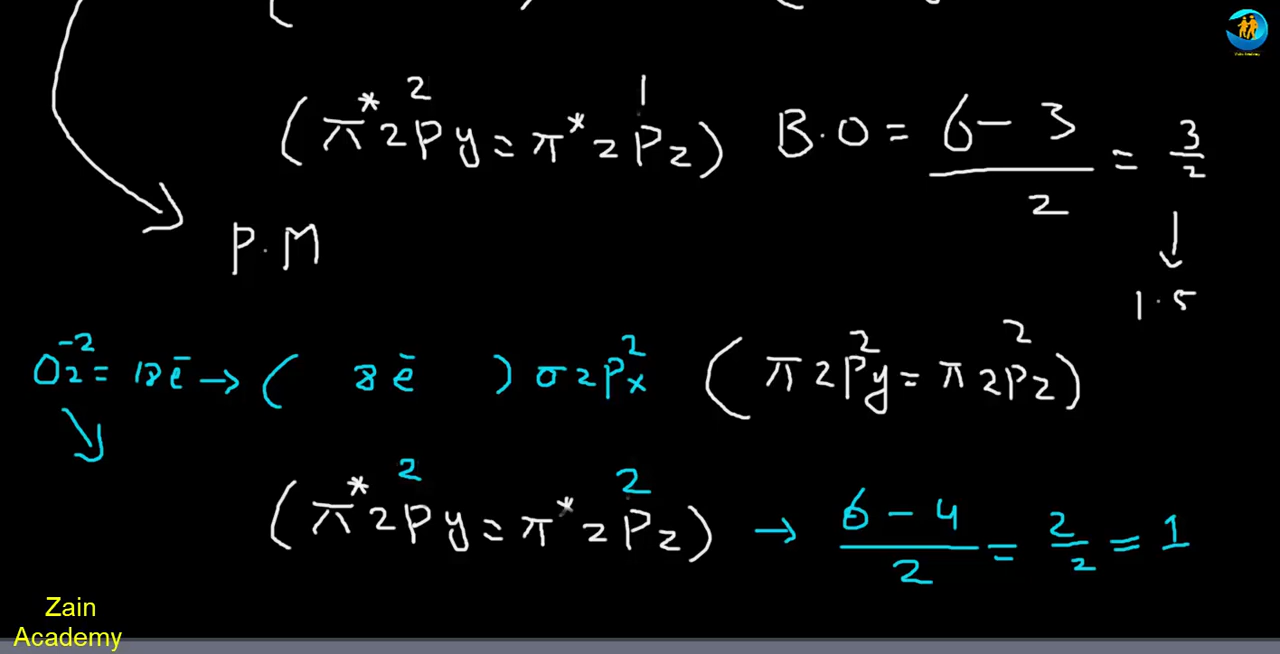 (π*2Py² = π*2Pz¹) B.O = 6-3/2 = 3/2
P.M
1.5
O₂⁻² = 18ē → ( 8ē ) σ2Px² (π2Py² = π2Pz²)
(π*2Py² = π*2Pz²) → 6-4/2 = 2/2 = 1
Zain
Academy